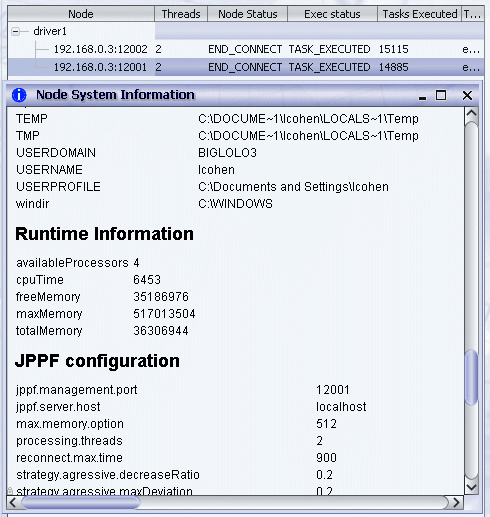 Node Threads Node Status Exec status Tasks Executed T...
driver1
192.168.0.3:12002 2 END_CONNECT TASK_EXECUTED 15115 e...
192.168.0.3:12001 2 END_CONNECT TASK_EXECUTED 14885 e...
Node System Information
TEMP C:\DOCUME~1\lcohen\LOCALS~1\Temp
TMP C:\DOCUME~1\lcohen\LOCALS~1\Temp
USERDOMAIN BIGLOLO3
USERNAME lcohen
USERPROFILE C:\Documents and Settings\lcohen
windir C:\WINDOWS
Runtime Information
availableProcessors 4
cpuTime 6453
freeMemory 35186976
maxMemory 517013504
totalMemory 36306944
JPPF configuration
jppf.management.port 12001
jppf.server.host localhost
max.memory.option 512
processing.threads 2
reconnect.max.time 900
strategy.agressive.decreaseRatio 0.2
strategy.agressive.maxDeviation 0.2